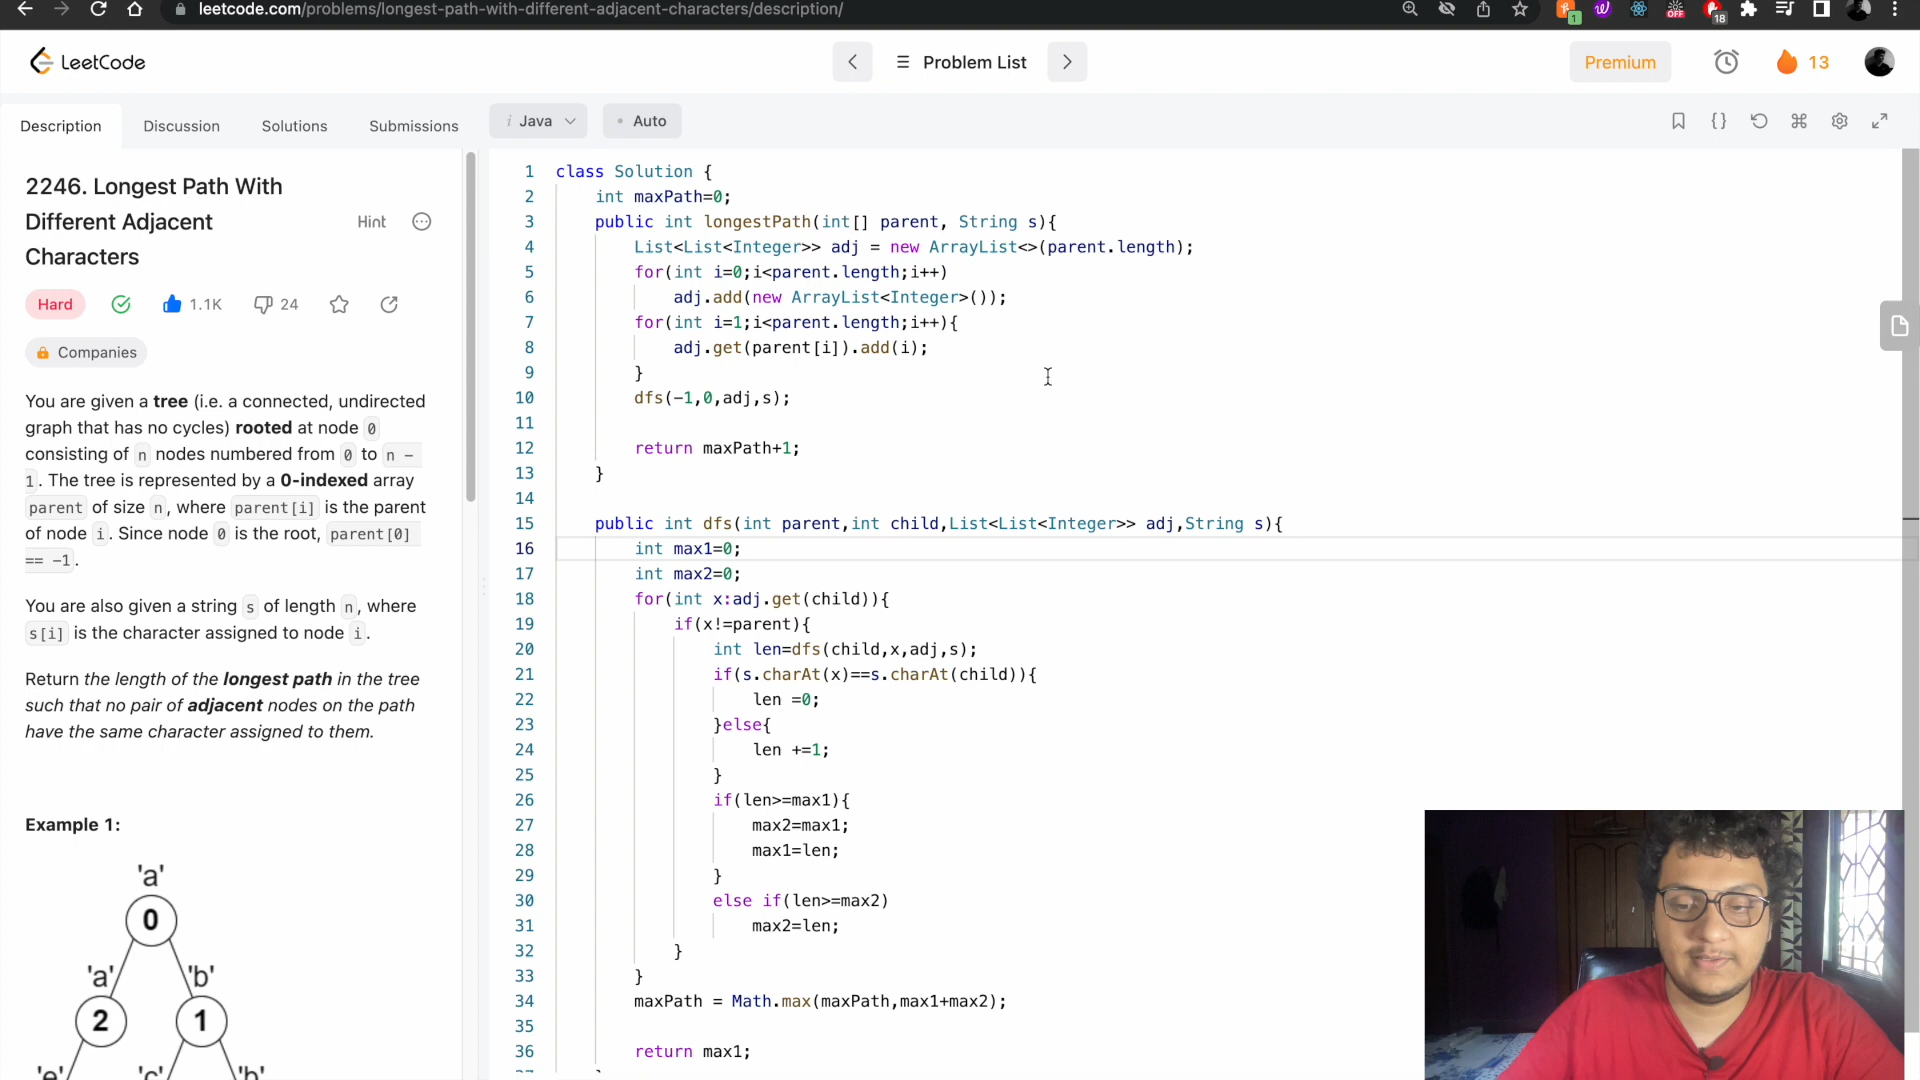 leetcode.com/problems/longest-path-with-different-adjacent-characters/description/
1
OFF
18
LeetCode
Problem List
Premium
13
Description
Discussion
Solutions
Submissions
i Java
Auto
2246. Longest Path With
Different Adjacent
Characters
Hint
Hard
1.1K
24
Companies
You are given a tree (i.e. a connected, undirected
graph that has no cycles) rooted at node 0
consisting of n nodes numbered from 0 to n -
1. The tree is represented by a 0-indexed array
parent of size n, where parent[i] is the parent
of node i. Since node 0 is the root, parent[0]
== -1.
You are also given a string s of length n, where
s[i] is the character assigned to node i.
Return the length of the longest path in the tree
such that no pair of adjacent nodes on the path
have the same character assigned to them.
Example 1:
'a'
0
'a' 'b'
2 1
'e' 'c' 'b'
1 class Solution {
2 int maxPath=0;
3 public int longestPath(int[] parent, String s){
4 List<List<Integer>> adj = new ArrayList<>(parent.length);
5 for(int i=0;i<parent.length;i++)
6 adj.add(new ArrayList<Integer>());
7 for(int i=1;i<parent.length;i++){
8 adj.get(parent[i]).add(i);
9 }
10 dfs(-1,0,adj,s);
11
12 return maxPath+1;
13 }
14
15 public int dfs(int parent,int child,List<List<Integer>> adj,String s){
16 int max1=0;
17 int max2=0;
18 for(int x:adj.get(child)){
19 if(x!=parent){
20 int len=dfs(child,x,adj,s);
21 if(s.charAt(x)==s.charAt(child)){
22 len =0;
23 }else{
24 len +=1;
25 }
26 if(len>=max1){
27 max2=max1;
28 max1=len;
29 }
30 else if(len>=max2)
31 max2=len;
32 }
33 }
34 maxPath = Math.max(maxPath,max1+max2);
35
36 return max1;